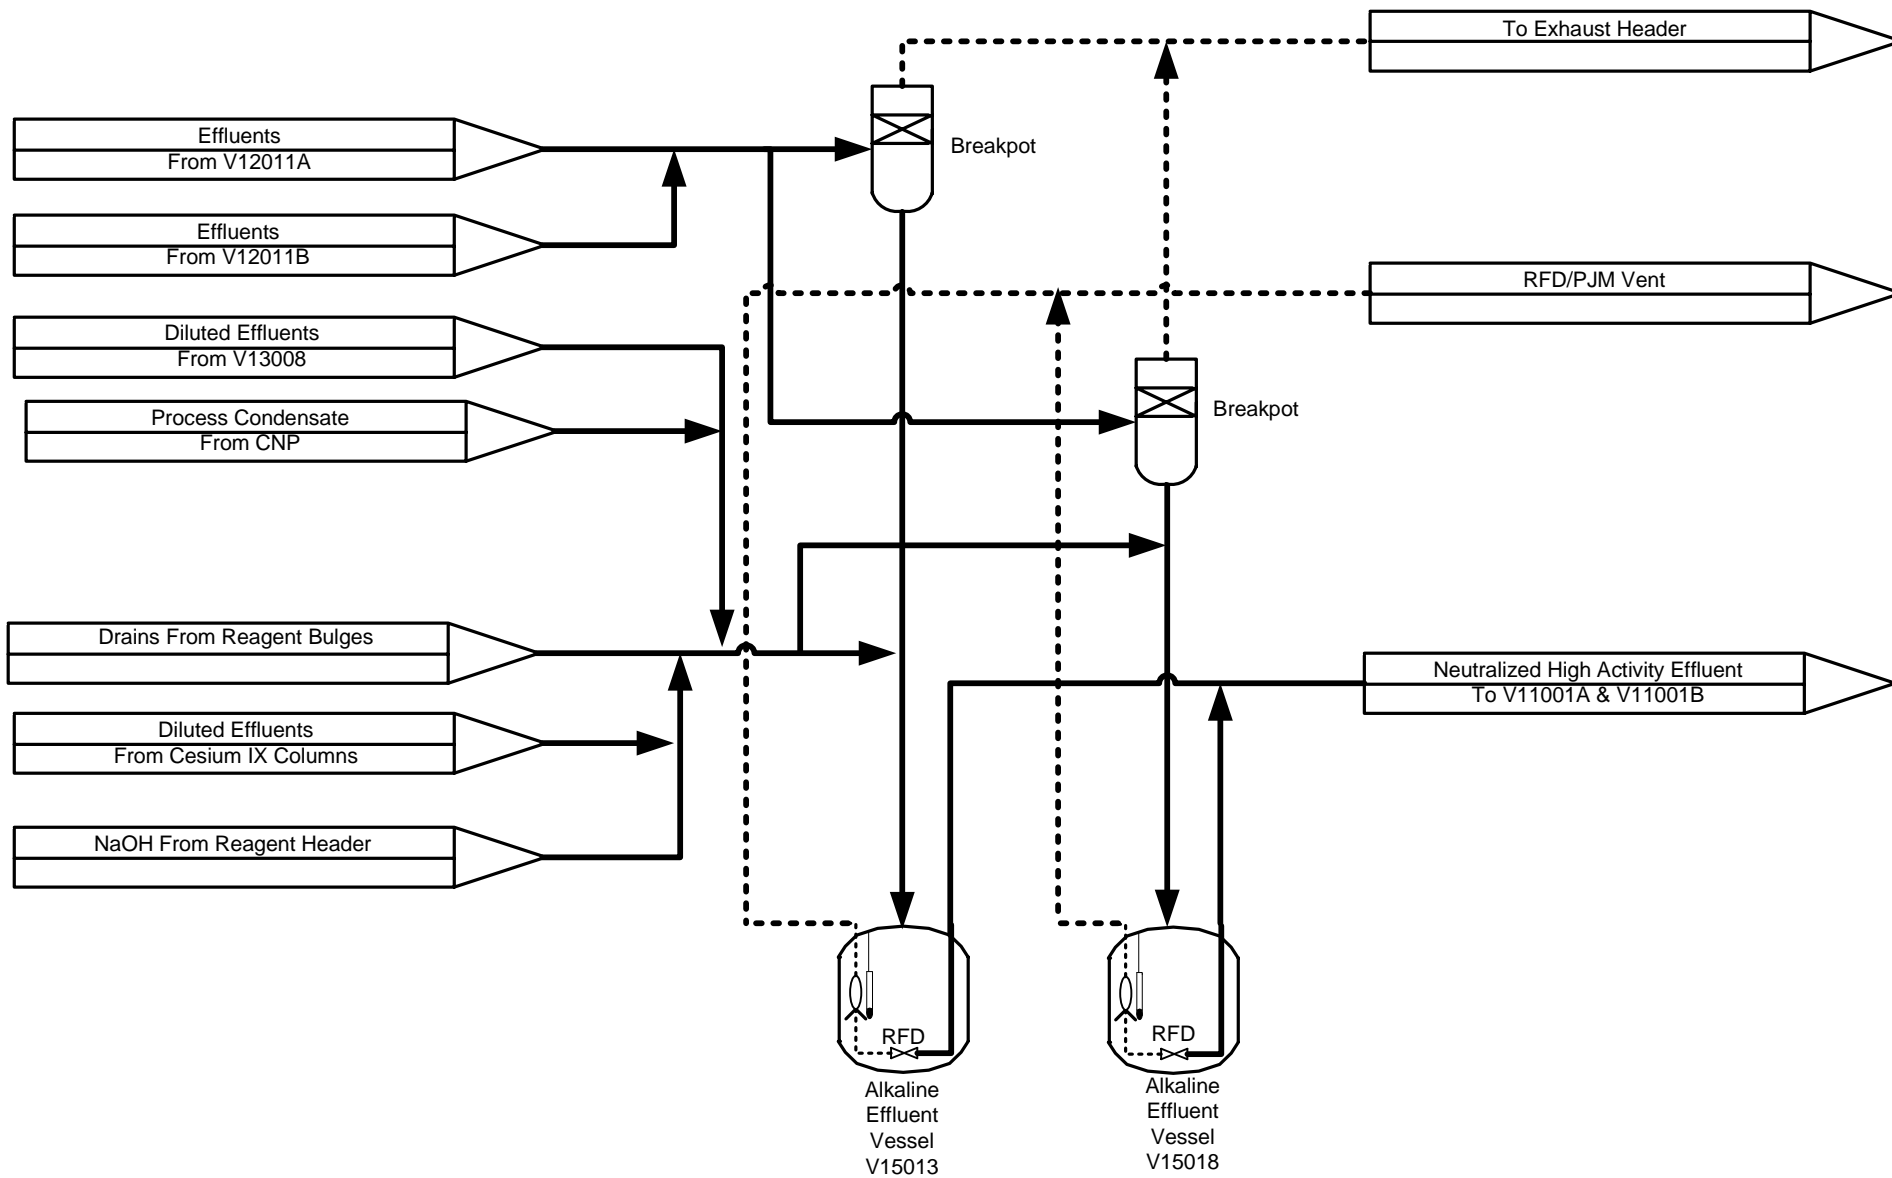 To Exhaust Header
Effluents
From V12011A
Breakpot
Effluents
From V12011B
RFD/PJM Vent
Diluted Effluents
From V13008
Process Condensate
From CNP
Breakpot
Drains From Reagent Bulges
Neutralized High Activity Effluent
To V11001A & V11001B
Diluted Effluents
From Cesium IX Columns
NaOH From Reagent Header
RFD
RFD
Alkaline
Effluent
Vessel
V15013
Alkaline
Effluent
Vessel
V15018